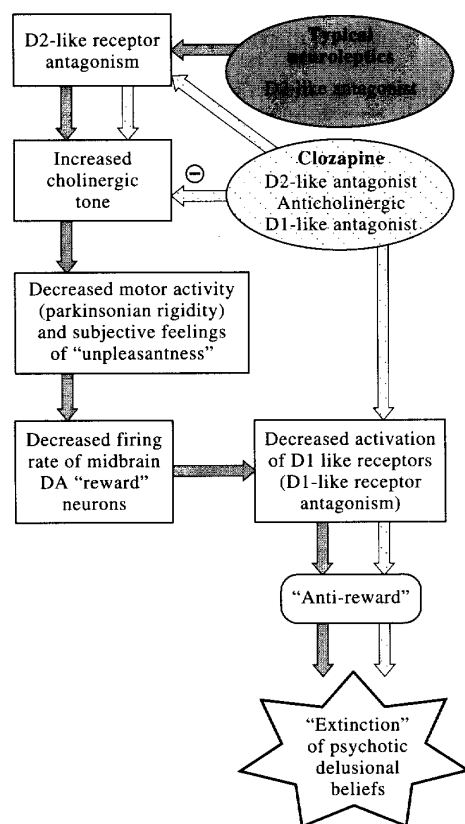 D2-like receptor
antagonism
Typical
neuroleptics
D2-like antagonist
Increased
cholinergic
tone
⊖
Clozapine
D2-like antagonist
Anticholinergic
D1-like antagonist
Decreased motor activity
(parkinsonian rigidity)
and subjective feelings
of "unpleasantness"
Decreased firing
rate of midbrain
DA "reward"
neurons
Decreased activation
of D1 like receptors
(D1-like receptor
antagonism)
"Anti-reward"
"Extinction"
of psychotic
delusional
beliefs